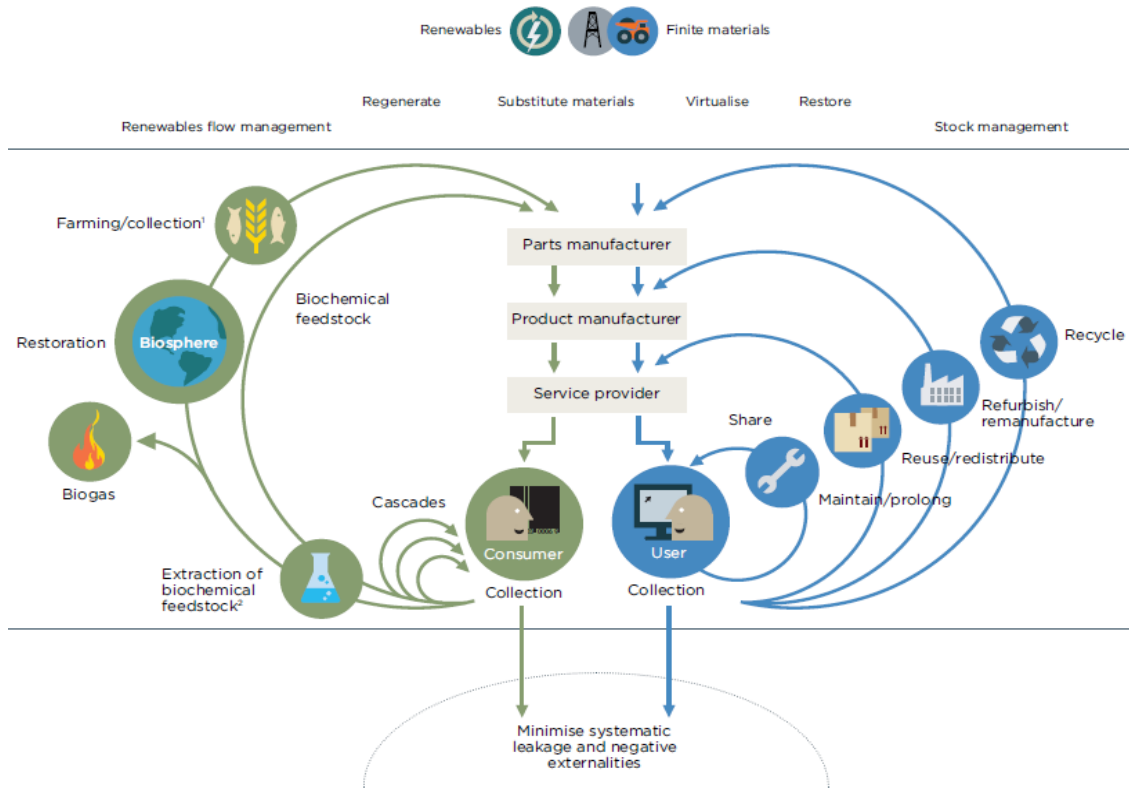 Renewables
Finite materials
Regenerate
Substitute materials
Virtualise
Restore
Renewables flow management
Stock management
Farming/collection¹
Parts manufacturer
Biochemical
feedstock
Product manufacturer
Restoration
Biosphere
Recycle
Service provider
Refurbish/
remanufacture
Share
Reuse/redistribute
Biogas
Cascades
Maintain/prolong
Consumer
User
Extraction of
biochemical
feedstock²
Collection
Collection
Minimise systematic
leakage and negative
externalities